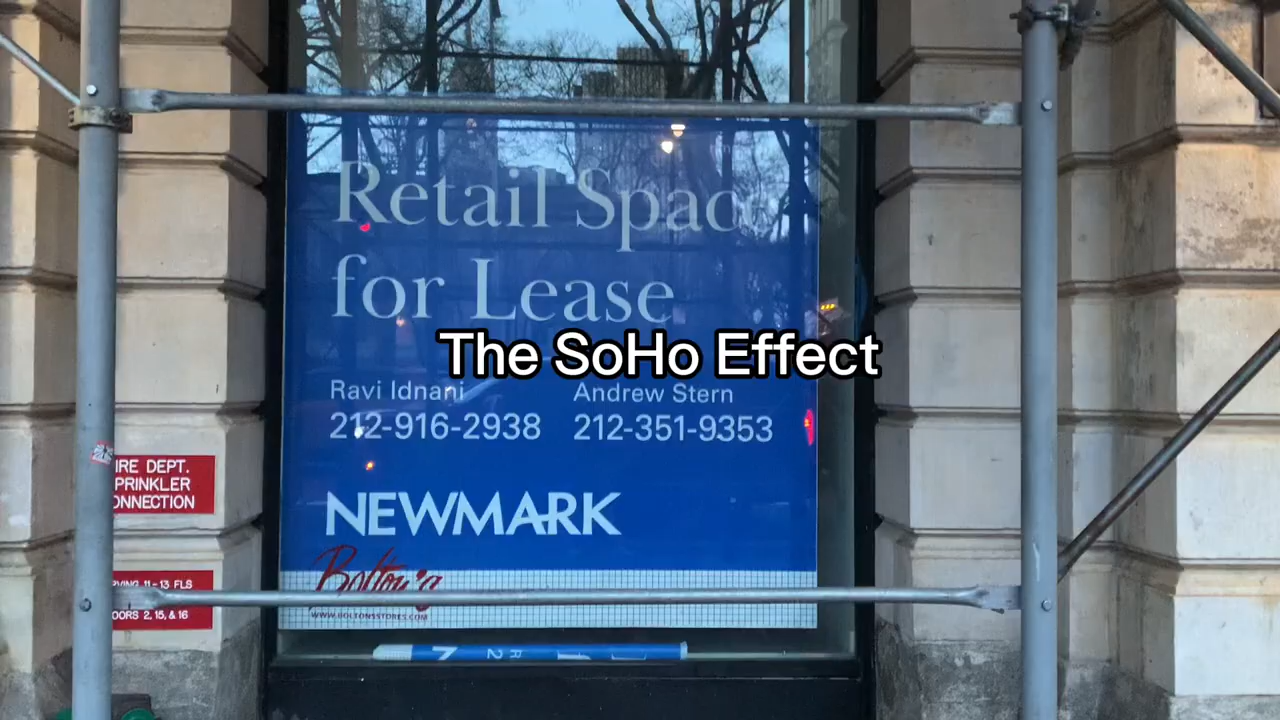 Retail Space
for Lease
The SoHo Effect
Ravi Idnani
212-916-2938
Andrew Stern
212-351-9353
NEWMARK
Bolton's
WWW.BOLTONSSTORES.COM
IRE DEPT.
PRINKLER
ONNECTION
RVING 11-13 FLS
OORS 2, 15, & 16